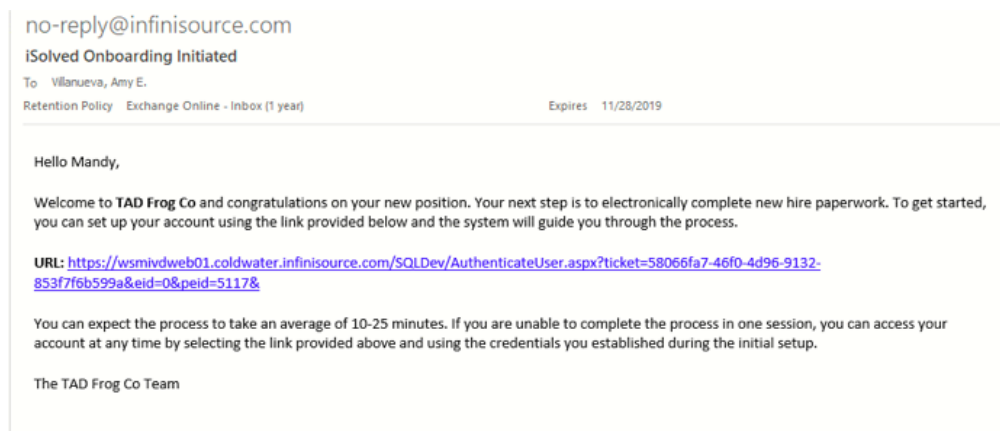 no-reply@infinisource.com
iSolved Onboarding Initiated
To Villanueva, Amy E.
Retention Policy Exchange Online - Inbox (1 year) Expires 11/28/2019
Hello Mandy,
Welcome to TAD Frog Co and congratulations on your new position. Your next step is to electronically complete new hire paperwork. To get started,
you can set up your account using the link provided below and the system will guide you through the process.
URL: https://wsmivdweb01.coldwater.infinisource.com/SQLDev/AuthenticateUser.aspx?ticket=58066fa7-46f0-4d96-9132-
853f7f6b599a&eid=0&peid=5117&
You can expect the process to take an average of 10-25 minutes. If you are unable to complete the process in one session, you can access your
account at any time by selecting the link provided above and using the credentials you established during the initial setup.
The TAD Frog Co Team